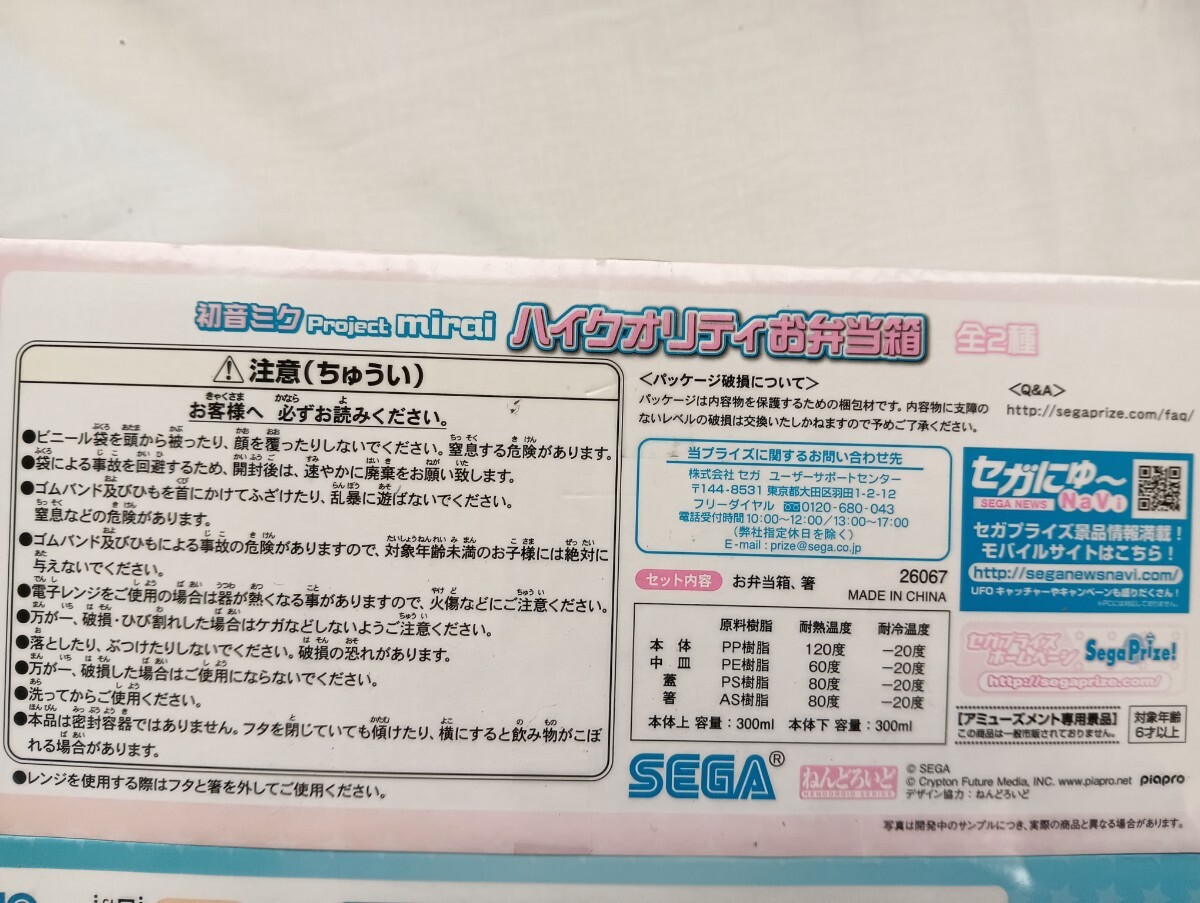 初音ミク Project mirai ハイクオリティお弁当箱 全2種
⚠注意(ちゅうい)
お客様へ 必ずお読みください。
●ビニール袋を頭から被ったり、顔を覆ったりしないでください。窒息する危険があります。
●袋による事故を回避するため、開封後は、速やかに廃棄をお願い致します。
●ゴムバンド及びひもを首にかけてふざけたり、乱暴に遊ばないでください。
窒息などの危険があります。
●ゴムバンド及びひもによる事故の危険がありますので、対象年齢未満のお子様には絶対に
与えないでください。
●電子レンジをご使用の場合は器が熱くなる事がありますので、火傷などにご注意ください。
●万が一、破損・ひび割れした場合はケガなどしないようご注意ください。
●落としたり、ぶつけたりしないでください。破損の恐れがあります。
●万が一、破損した場合はご使用にならないでください。
●洗ってからご使用ください。
●本品は密封容器ではありません。フタを閉じていても傾けたり、横にすると飲み物がこぼ
れる場合があります。
●レンジを使用する際はフタと箸を外してご使用ください。
<パッケージ破損について>
パッケージは内容物を保護するための梱包材です。内容物に支障の
ないレベルの破損は交換いたしかねますので予めご了承ください。
<Q&A>
http://segaprize.com/faq/
当プライズに関するお問い合わせ先
株式会社 セガ ユーザーサポートセンター
〒144-8531 東京都大田区羽田1-2-12
フリーダイヤル 0120-680-043
電話受付時間 10:00~12:00/13:00~17:00
(弊社指定休日を除く)
E-mail : prize@sega.co.jp
セガにゅ~
SEGA NEWS NaVi
セガプライズ景品情報満載!
モバイルサイトはこちら!
http://seganewsnavi.com/
UFOキャッチャーやキャンペーンも盛りだくさん!
※PCには対応しておりません。
セット内容 お弁当箱、箸
26067
MADE IN CHINA
原料樹脂 耐熱温度 耐冷温度
本体 PP樹脂 120度 -20度
中皿 PE樹脂 60度 -20度
蓋 PS樹脂 80度 -20度
箸 AS樹脂 80度 -20度
本体上 容量:300ml 本体下 容量:300ml
セガプライズ
ホームページ Sega Prize!
http://segaprize.com/
【アミューズメント専用景品】
この商品は一般市販されておりません。
対象年齢
6才以上
SEGA®
ねんどろいど
NENDOROID SERIES
© SEGA
© Crypton Future Media, INC. www.piapro.net piapro
デザイン協力:ねんどろいど
写真は開発中のサンプルにつき、実際の商品と異なる場合があります。